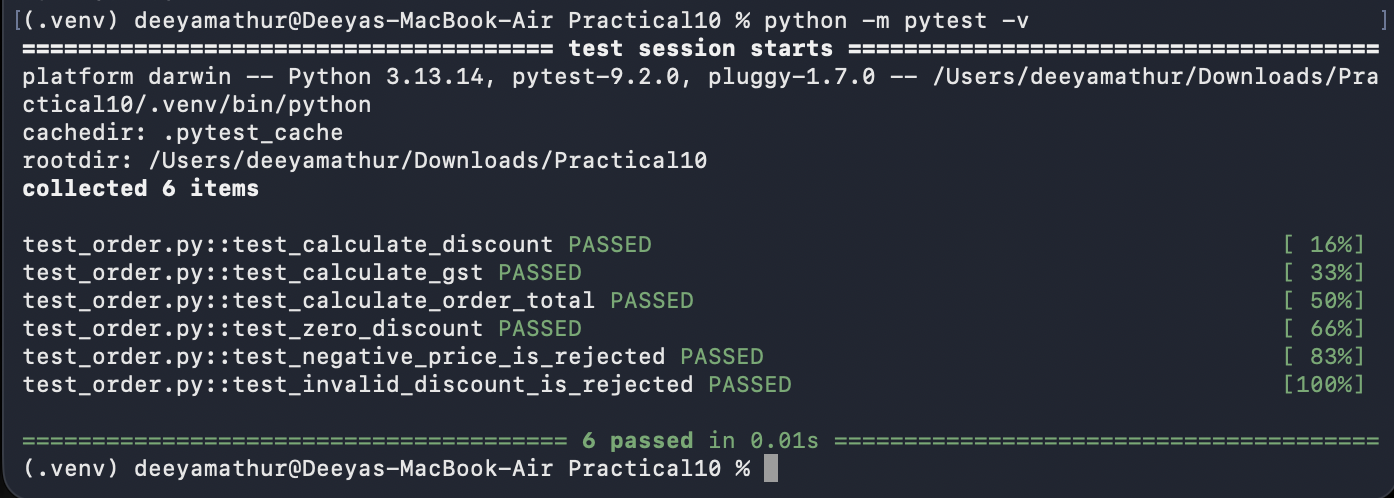 [(.venv) deeyamathur@Deeyas-MacBook-Air Practical10 % python -m pytest -v ]
====================================== test session starts ======================================
platform darwin -- Python 3.13.14, pytest-9.2.0, pluggy-1.7.0 -- /Users/deeyamathur/Downloads/Pra
ctical10/.venv/bin/python
cachedir: .pytest_cache
rootdir: /Users/deeyamathur/Downloads/Practical10
collected 6 items

test_order.py::test_calculate_discount PASSED [ 16%]
test_order.py::test_calculate_gst PASSED [ 33%]
test_order.py::test_calculate_order_total PASSED [ 50%]
test_order.py::test_zero_discount PASSED [ 66%]
test_order.py::test_negative_price_is_rejected PASSED [ 83%]
test_order.py::test_invalid_discount_is_rejected PASSED [100%]

======================================= 6 passed in 0.01s =======================================
(.venv) deeyamathur@Deeyas-MacBook-Air Practical10 %